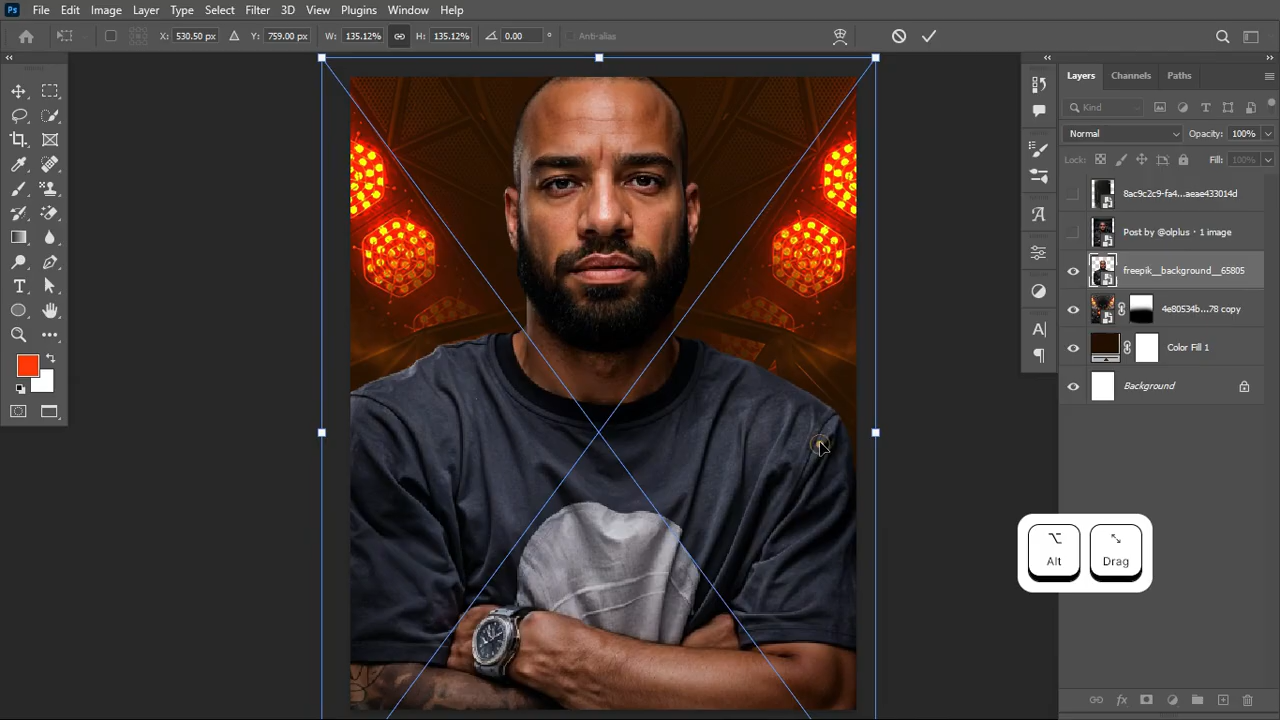 Ps File Edit Image Layer Type Select Filter 3D View Plugins Window Help
X: 530.50 px Y: 759.00 px W: 135.12% H: 135.12% 0.00 ° Anti-alias
Layers Channels Paths
Kind
Normal Opacity: 100%
Lock: Fill: 100%
8ac9c2c9-fa4...aeae433014d
Post by @olplus · 1 image
freepik__background__65805
4e80534b...78 copy
Color Fill 1
Background
Alt Drag